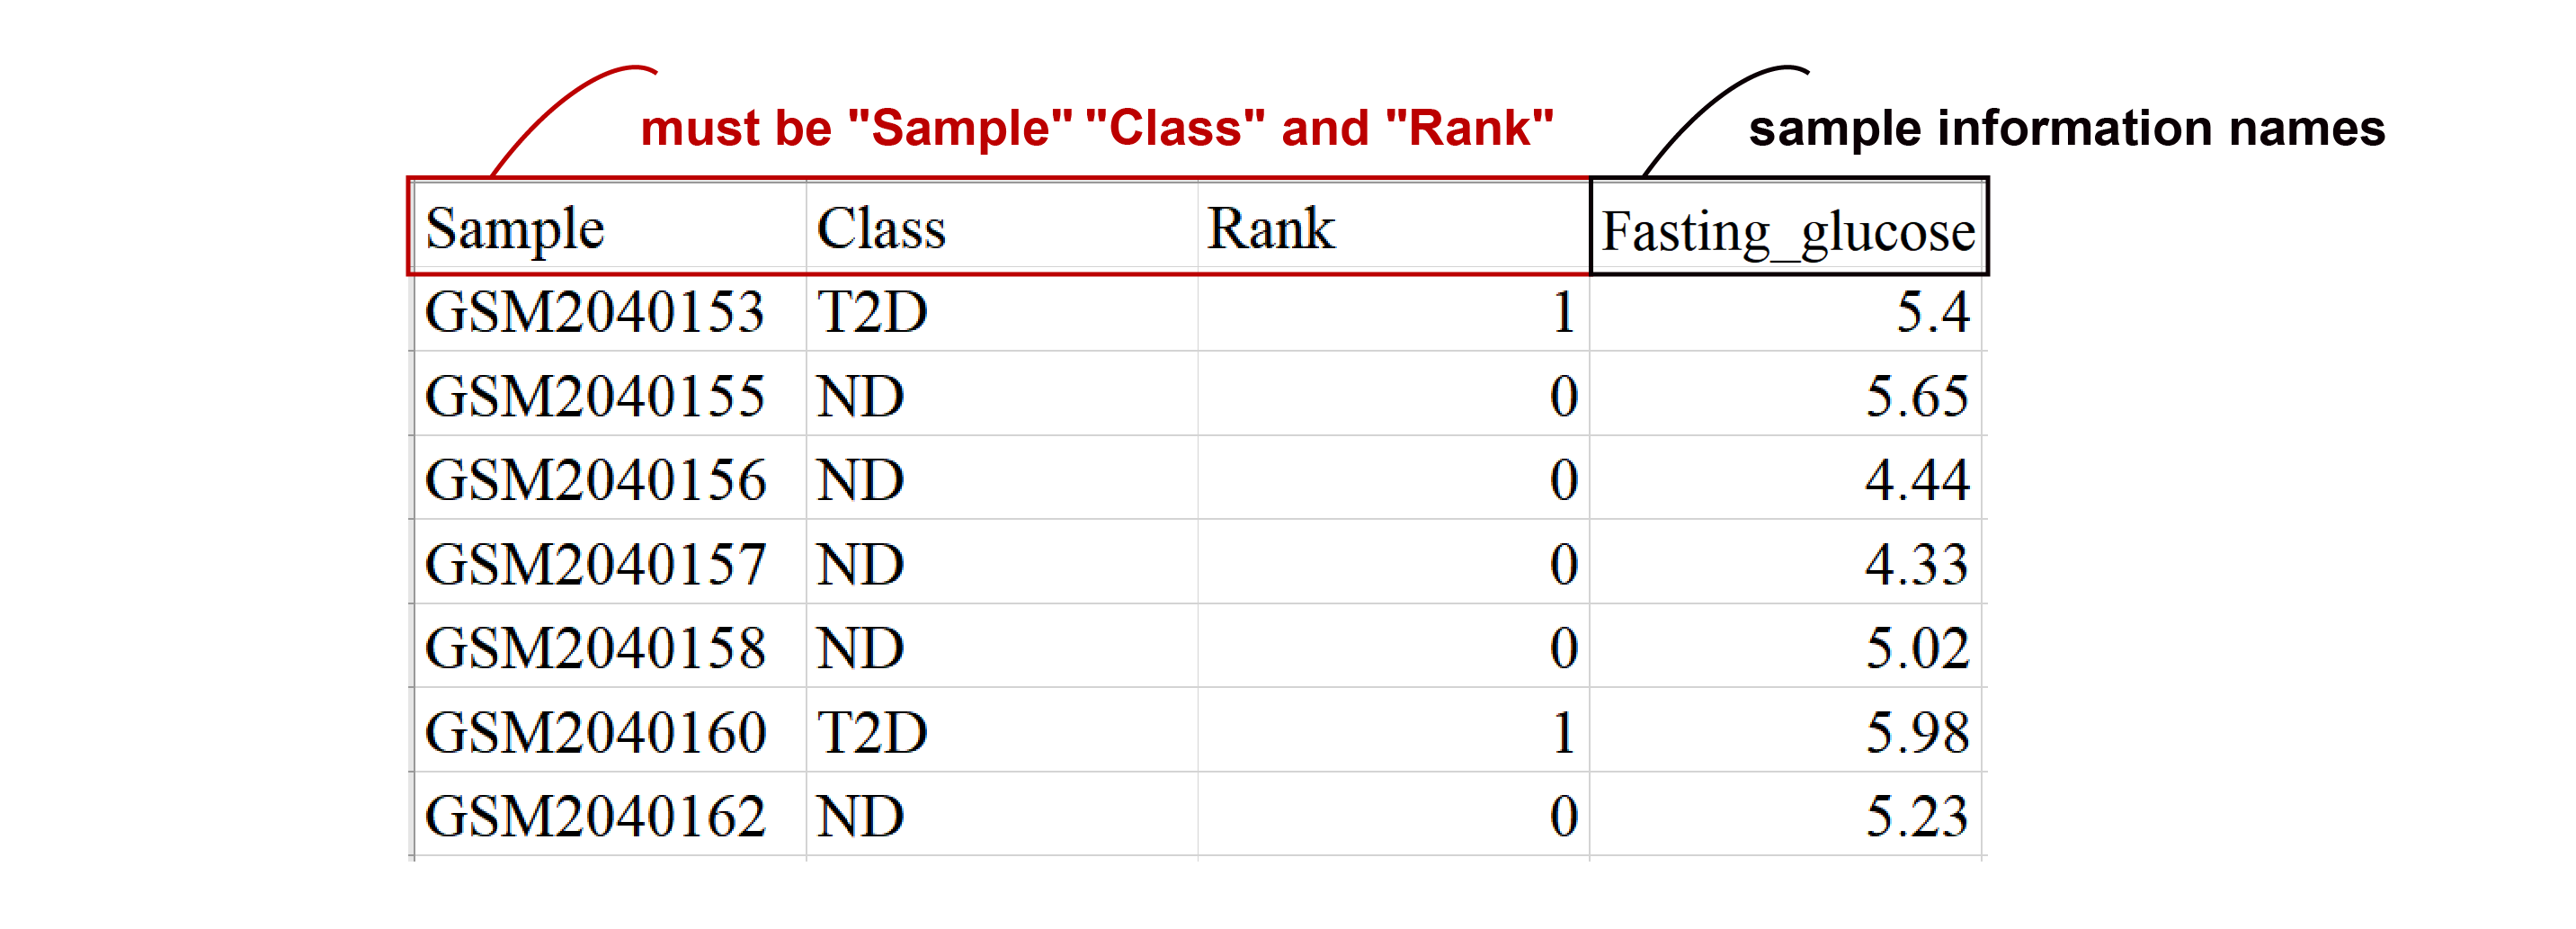 must be "Sample" "Class" and "Rank"
sample information names
Sample Class Rank Fasting_glucose
GSM2040153 T2D 1 5.4
GSM2040155 ND 0 5.65
GSM2040156 ND 0 4.44
GSM2040157 ND 0 4.33
GSM2040158 ND 0 5.02
GSM2040160 T2D 1 5.98
GSM2040162 ND 0 5.23